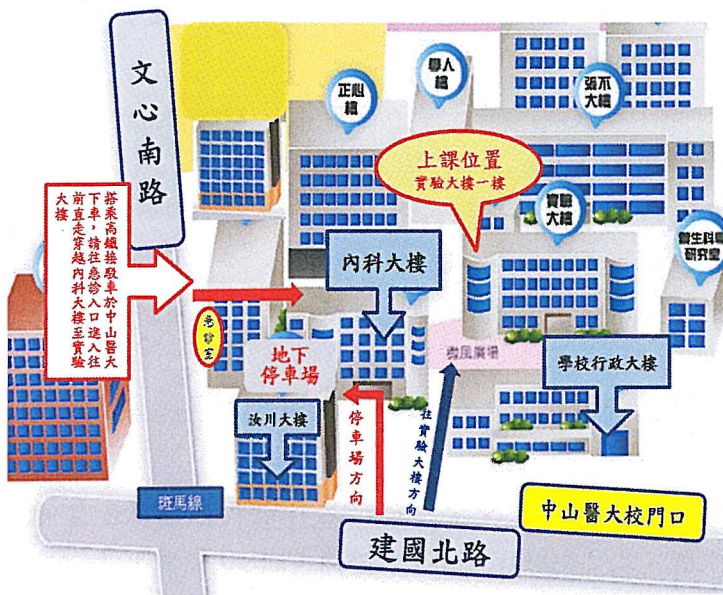 文心南路
正心
樓
學人
樓
張不
大樓
上課位置
實驗大樓一樓
實驗
大樓
搭乘高鐵接駁車於中山醫大
下車,請往急診入口進入往
前直走穿越內科大樓至實驗
大樓
內科大樓
研究室
急診室
地下
停車場
微風廣場
學校行政大樓
汝川大樓
停車場方向
往實驗大樓方向
斑馬線
中山醫大校門口
建國北路